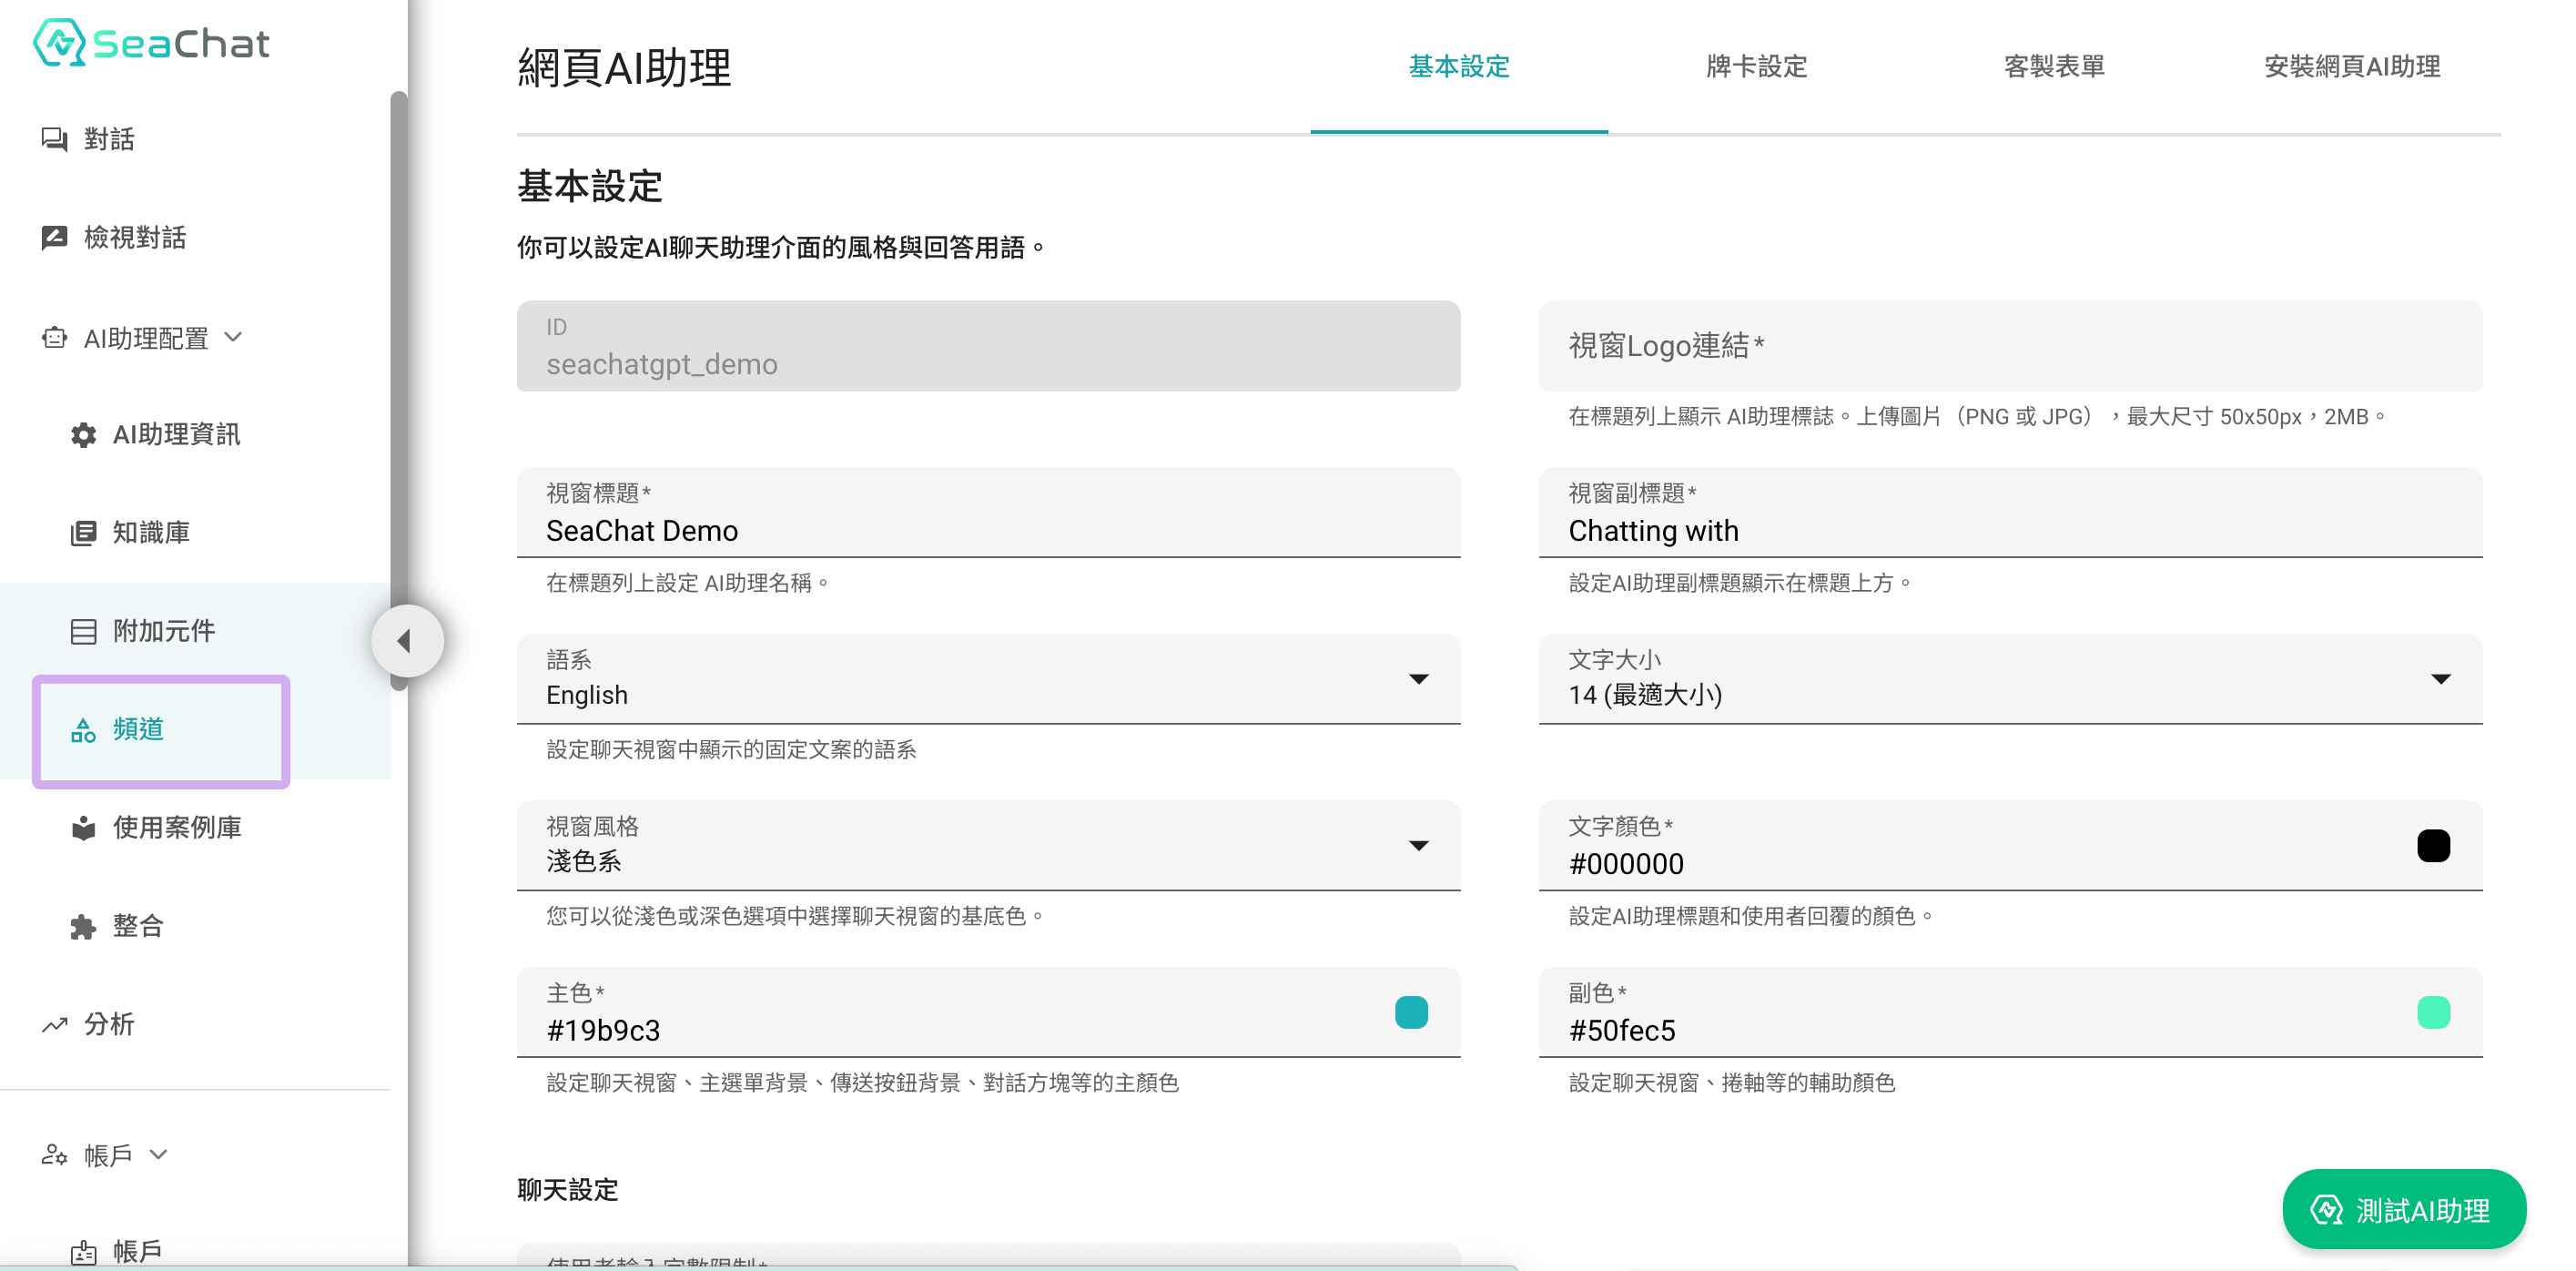 SeaChat
對話
檢視對話
AI助理配置
AI助理資訊
知識庫
附加元件
頻道
使用案例庫
整合
分析
帳戶
帳戶
網頁AI助理
基本設定
牌卡設定
客製表單
安裝網頁AI助理
基本設定
你可以設定AI聊天助理介面的風格與回答用語。
ID
seachatgpt_demo
視窗Logo連結*
在標題列上顯示 AI助理標誌。上傳圖片（PNG 或 JPG），最大尺寸 50x50px，2MB。
視窗標題*
SeaChat Demo
在標題列上設定 AI助理名稱。
視窗副標題*
Chatting with
設定AI助理副標題顯示在標題上方。
語系
English
設定聊天視窗中顯示的固定文案的語系
文字大小
14 (最適大小)
視窗風格
淺色系
您可以從淺色或深色選項中選擇聊天視窗的基底色。
文字顏色*
#000000
設定AI助理標題和使用者回覆的顏色。
主色*
#19b9c3
設定聊天視窗、主選單背景、傳送按鈕背景、對話方塊等的主顏色
副色*
#50fec5
設定聊天視窗、捲軸等的輔助顏色
聊天設定
使用者輸入字數限制*
測試AI助理